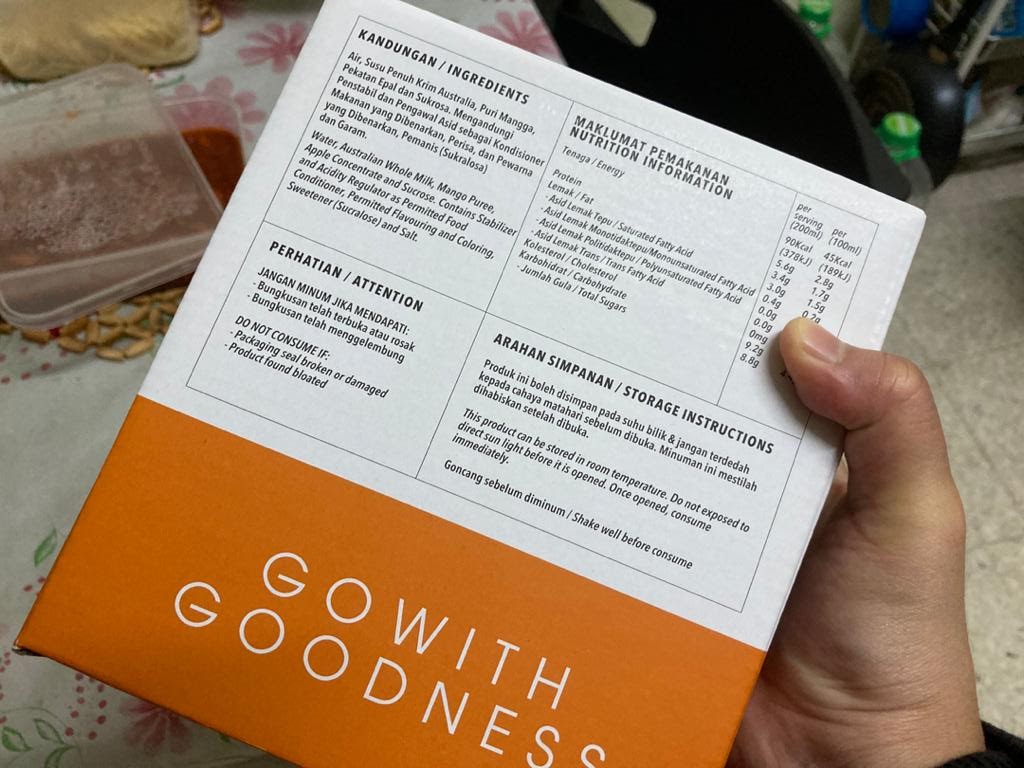 KANDUNGAN / INGREDIENTS
Air, Susu Penuh Krim Australia, Puri Mangga,
Pekatan Epal dan Sukrosa. Mengandungi
Penstabil dan Pengawal Asid sebagai Kondisioner
Makanan yang Dibenarkan, Perisa, dan Pewarna
yang Dibenarkan, Pemanis (Sukralosa)
dan Garam.
Water, Australian Whole Milk, Mango Puree,
Apple Concentrate and Sucrose. Contains Stabilizer
and Acidity Regulator as Permitted Food
Conditioner, Permitted Flavouring and Coloring,
Sweetener (Sucralose) and Salt.
MAKLUMAT PEMAKANAN
NUTRITION INFORMATION
per
serving
(200ml)
per
(100ml)
Tenaga / Energy
90Kcal 45Kcal
(378kJ) (189kJ)
Protein 5.6g 2.8g
Lemak / Fat 3.4g 1.7g
- Asid Lemak Tepu / Saturated Fatty Acid 3.0g 1.5g
- Asid Lemak Monotidaktepu/Monounsaturated Fatty Acid 0.4g 0.2g
- Asid Lemak Politidaktepu / Polyunsaturated Fatty Acid 0.0g
- Asid Lemak Trans / Trans Fatty Acid 0.0g
Kolesterol / Cholesterol 0mg
Karbohidrat / Carbohydrate 9.2g
- Jumlah Gula / Total Sugars 8.8g
PERHATIAN / ATTENTION
JANGAN MINUM JIKA MENDAPATI:
- Bungkusan telah terbuka atau rosak
- Bungkusan telah menggelembung
DO NOT CONSUME IF:
- Packaging seal broken or damaged
- Product found bloated
ARAHAN SIMPANAN / STORAGE INSTRUCTIONS
Produk ini boleh disimpan pada suhu bilik & jangan terdedah
kepada cahaya matahari sebelum dibuka. Minuman ini mestilah
dihabiskan setelah dibuka.
This product can be stored in room temperature. Do not exposed to
direct sun light before it is opened. Once opened, consume
immediately.
Goncang sebelum diminum / Shake well before consume
GOWITH
GOODNESS